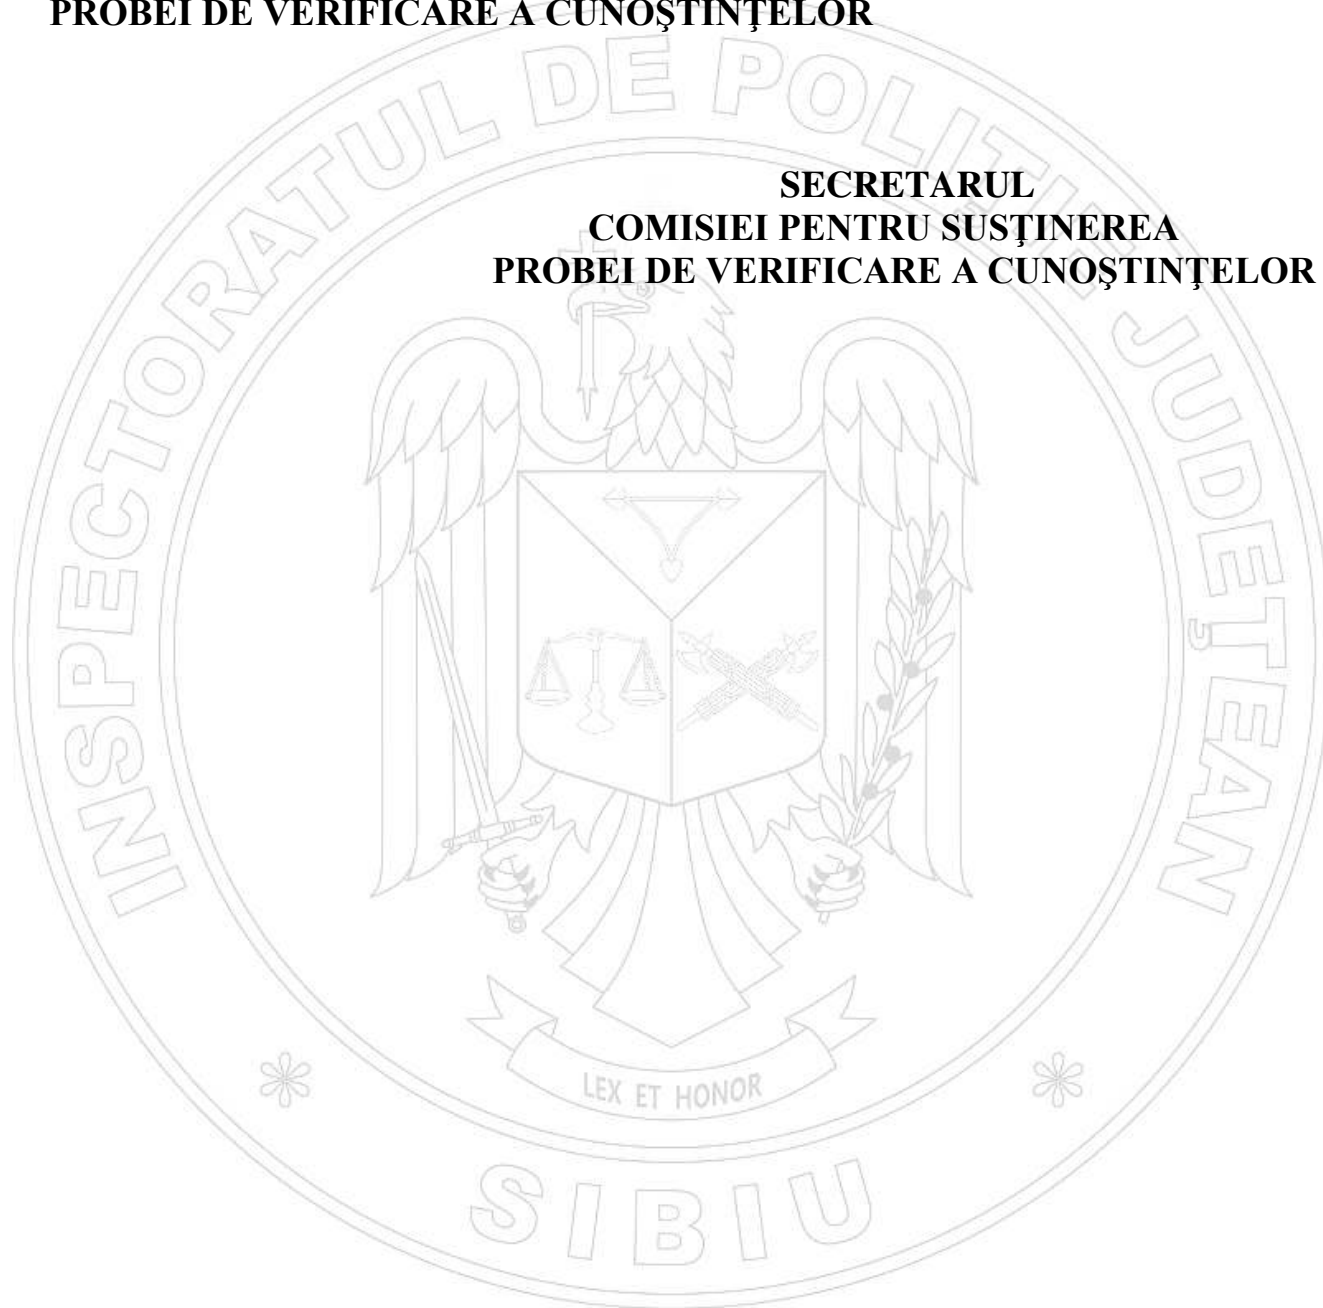 PROBEI DE VERIFICARE A CUNOŞTINŢELOR
SECRETARUL
COMISIEI PENTRU SUSŢINEREA
PROBEI DE VERIFICARE A CUNOŞTINŢELOR
INSPECTORATUL DE POLIŢIE JUDEŢEAN
LEX ET HONOR
SIBIU